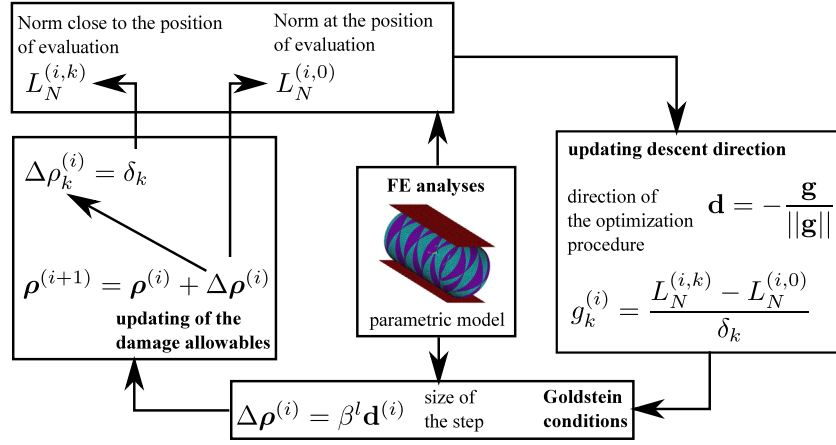 Norm close to the position
of evaluation
L_N^{(i,k)}
Norm at the position
of evaluation
L_N^{(i,0)}
Δρ_k^{(i)} = δ_k
ρ^{(i+1)} = ρ^{(i)} + Δρ^{(i)}
updating of the
damage allowables
FE analyses
parametric model
updating descent direction
direction of
the optimization
procedure
d = − g / ||g||
g_k^{(i)} = (L_N^{(i,k)} − L_N^{(i,0)}) / δ_k
Δρ^{(i)} = β^l d^{(i)}
size of
the step
Goldstein
conditions